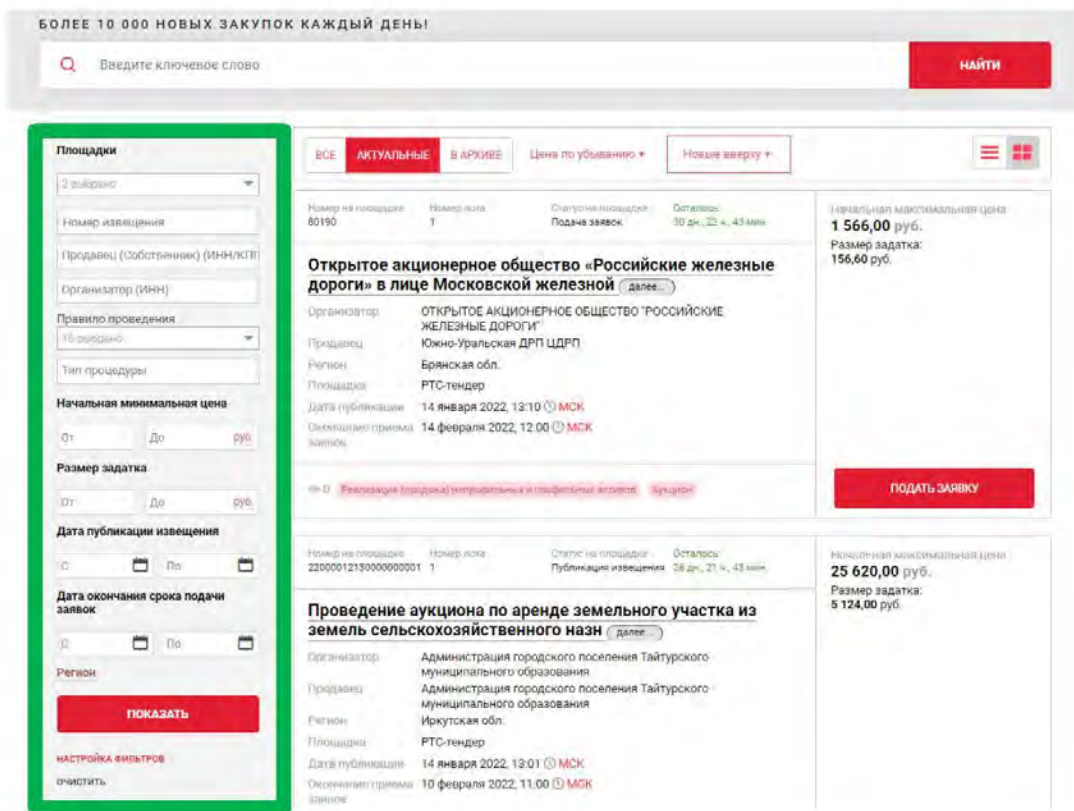 БОЛЕЕ 10 000 НОВЫХ ЗАКУПОК КАЖДЫЙ ДЕНЬ!
Введите ключевое слово
НАЙТИ
Площадки
2 выбрано
Номер извещения
Продавец (Собственник) (ИНН/КПП
Организатор (ИНН)
Правило проведения
16 выбрано
Тип процедуры
Начальная минимальная цена
От До руб.
Размер задатка
От До руб.
Дата публикации извещения
С По
Дата окончания срока подачи
заявок
С По
Регион
ПОКАЗАТЬ
НАСТРОЙКА ФИЛЬТРОВ
ОЧИСТИТЬ
ВСЕ АКТУАЛЬНЫЕ В АРХИВЕ Цена по убыванию Новые вверху
Номер на площадке Номер лота Статус на площадке Осталось:
80190 1 Подача заявок 30 дн., 22 ч., 43 мин.
Открытое акционерное общество «Российские железные
дороги» в лице Московской железной далее...
Организатор ОТКРЫТОЕ АКЦИОНЕРНОЕ ОБЩЕСТВО "РОССИЙСКИЕ
ЖЕЛЕЗНЫЕ ДОРОГИ"
Продавец Южно-Уральская ДРП ЦДРП
Регион Брянская обл.
Площадка РТС-тендер
Дата публикации 14 января 2022, 13:10 МСК
Окончание приема 14 февраля 2022, 12:00 МСК
заявок
0 Реализация (продажа) непрофильных и профильных активов Аукцион
Начальная максимальная цена
1 566,00 руб.
Размер задатка:
156,60 руб.
ПОДАТЬ ЗАЯВКУ
Номер на площадке Номер лота Статус на площадке Осталось:
22000012130000000001 1 Публикация извещения 26 дн., 21 ч., 43 мин.
Проведение аукциона по аренде земельного участка из
земель сельскохозяйственного назн далее...
Организатор Администрация городского поселения Тайтурского
муниципального образования
Продавец Администрация городского поселения Тайтурского
муниципального образования
Регион Иркутская обл.
Площадка РТС-тендер
Дата публикации 14 января 2022, 13:01 МСК
Окончание приема 10 февраля 2022, 11:00 МСК
заявок
Начальная максимальная цена
25 620,00 руб.
Размер задатка:
5 124,00 руб.